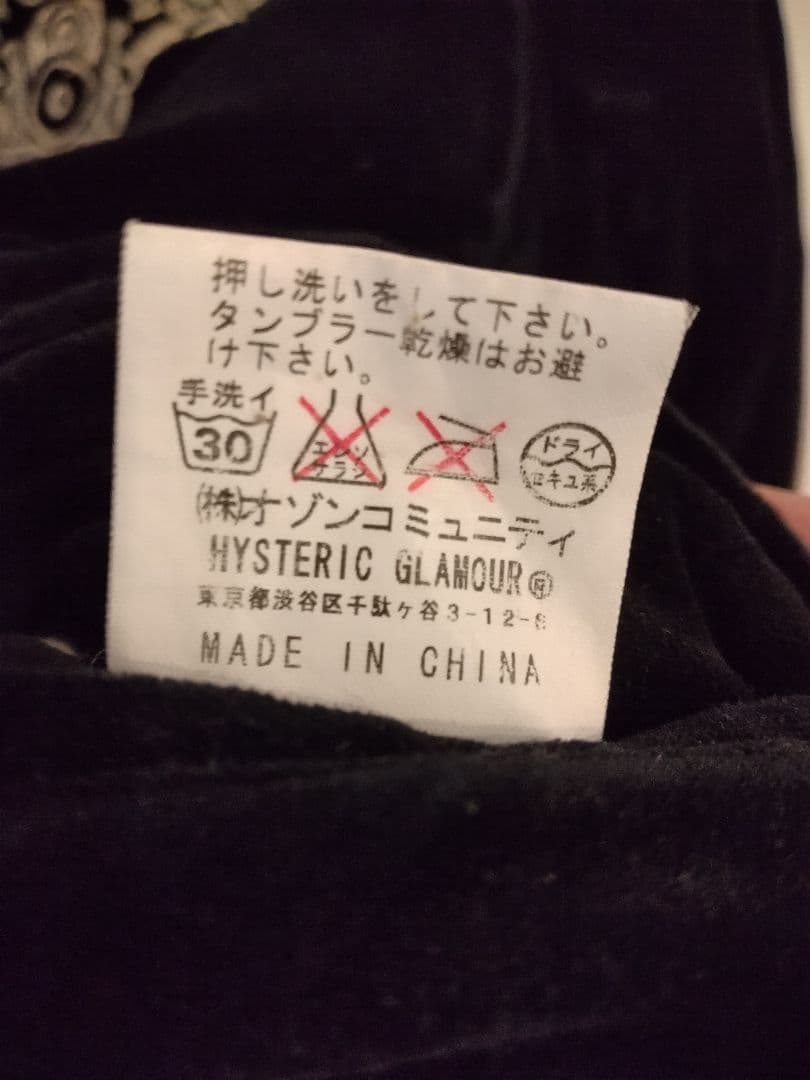 押し洗いをして下さい。
タンブラー乾燥はお避
け下さい。
手洗イ
30
エンソ
サラシ
ドライ
セキユ系
(株)オゾンコミュニティ
HYSTERIC GLAMOUR®
東京都渋谷区千駄ヶ谷3-12-8
MADE IN CHINA